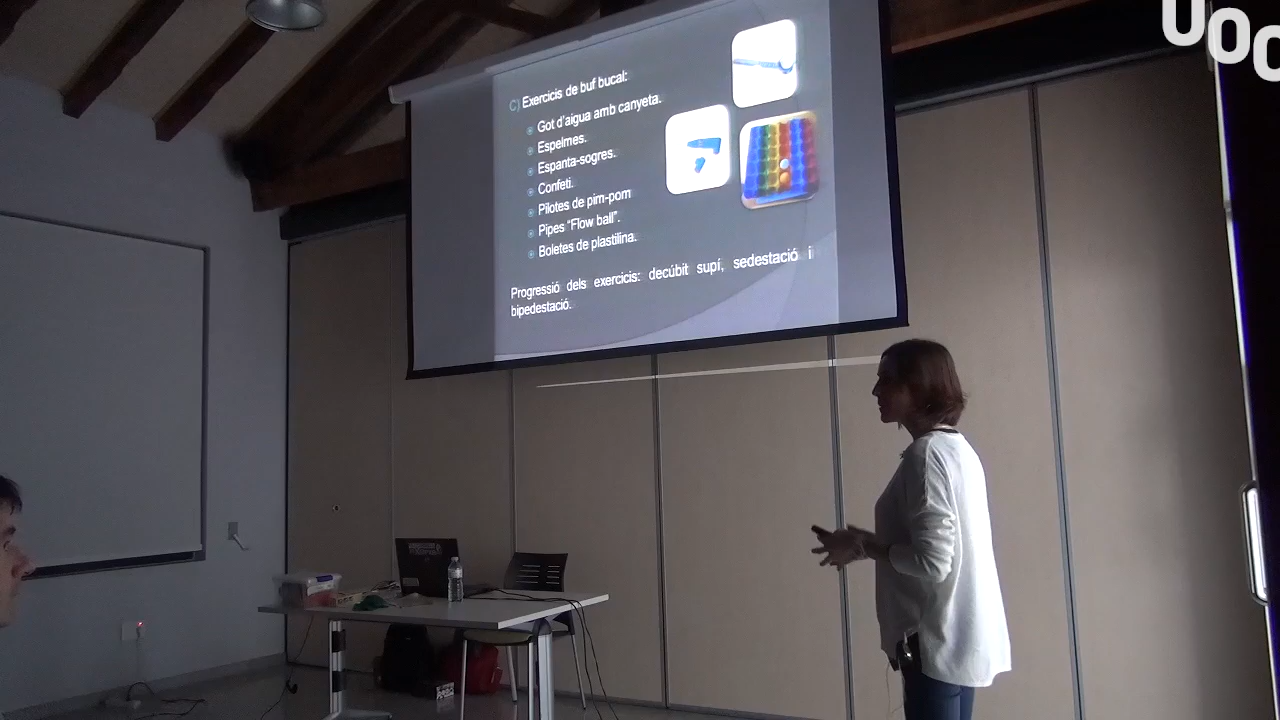 UOC
C) Exercicis de buf bucal:
Got d'aigua amb canyeta.
Espelmes.
Espanta-sogres.
Confeti.
Pilotes de pim-pom
Pipes "Flow ball".
Boletes de plastilina.
Progressió dels exercicis: decúbit supí, sedestació i
bipedestació.